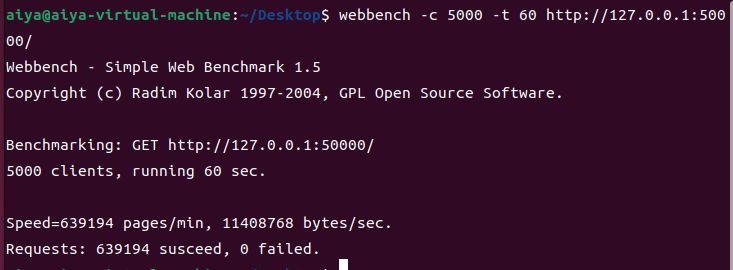 aiya@aiya-virtual-machine:~/Desktop$ webbench -c 5000 -t 60 http://127.0.0.1:500
00/
Webbench - Simple Web Benchmark 1.5
Copyright (c) Radim Kolar 1997-2004, GPL Open Source Software.
Benchmarking: GET http://127.0.0.1:50000/
5000 clients, running 60 sec.
Speed=639194 pages/min, 11408768 bytes/sec.
Requests: 639194 susceed, 0 failed.